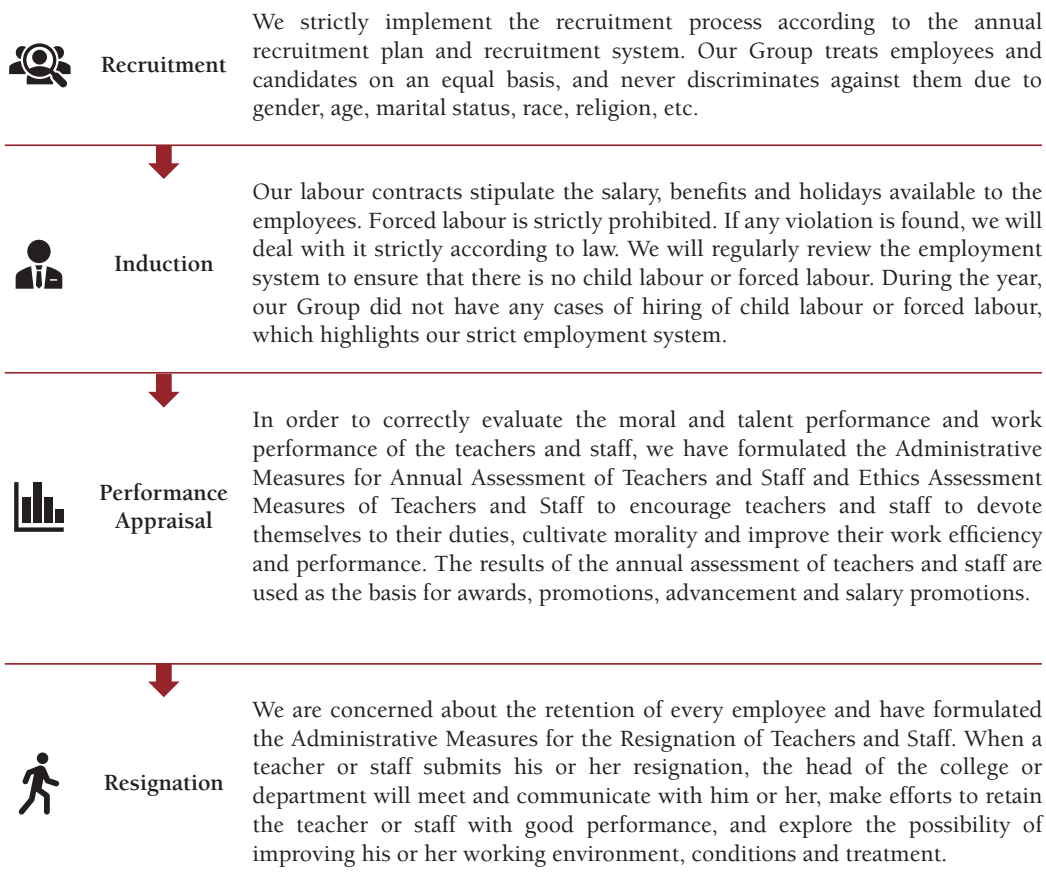 We strictly implement the recruitment process according to the annual
Recruitment
recruitment plan and recruitment system. Our Group treats employees and
candidates on an equal basis, and never discriminates against them due to
gender, age, marital status, race, religion, etc.
Our labour contracts stipulate the salary, benefits and holidays available to the
employees. Forced labour is strictly prohibited. If any violation is found, we will
Induction
deal with it strictly according to law. We will regularly review the employment
system to ensure that there is no child labour or forced labour. During the year,
our Group did not have any cases of hiring of child labour or forced labour,
which highlights our strict employment system.
In order to correctly evaluate the moral and talent performance and work
performance of the teachers and staff, we have formulated the Administrative
Performance
Appraisal
Measures for Annual Assessment of Teachers and Staff and Ethics Assessment
Measures of Teachers and Staff to encourage teachers and staff to devote
themselves to their duties, cultivate morality and improve their work efficiency
and performance. The results of the annual assessment of teachers and staff are
used as the basis for awards, promotions, advancement and salary promotions.
We are concerned about the retention of every employee and have formulated
the Administrative Measures for the Resignation of Teachers and Staff. When a
Resignation
teacher or staff submits his or her resignation, the head of the college or
department will meet and communicate with him or her, make efforts to retain
the teacher or staff with good performance, and explore the possibility of
improving his or her working environment, conditions and treatment.